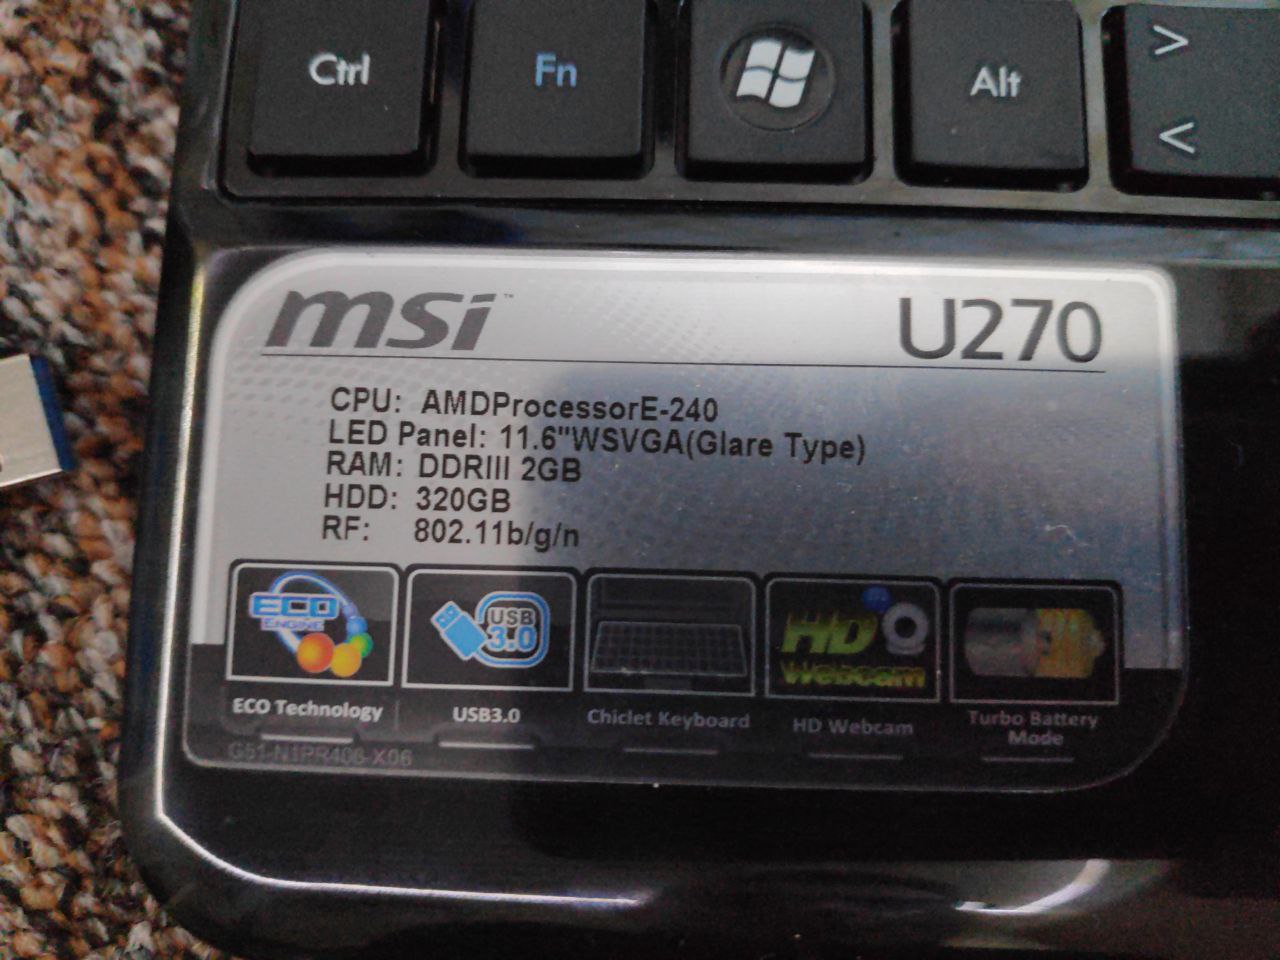 Ctrl Fn Alt >
<
msi™ U270
CPU: AMDProcessorE-240
LED Panel: 11.6"WSVGA(Glare Type)
RAM: DDRIII 2GB
HDD: 320GB
RF: 802.11b/g/n
ECO
ENGINE
USB
3.0
HD
Webcam
ECO Technology USB3.0 Chiclet Keyboard HD Webcam Turbo Battery
Mode
G51-N1PR406-X06